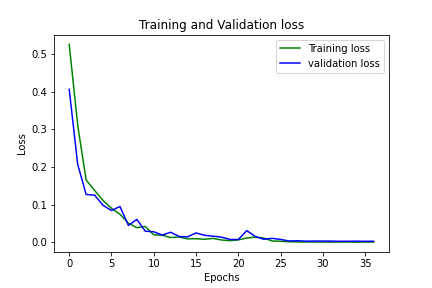 Training and Validation loss
Training loss
validation loss
Loss
0.5
0.4
0.3
0.2
0.1
0.0
0 5 10 15 20 25 30 35
Epochs